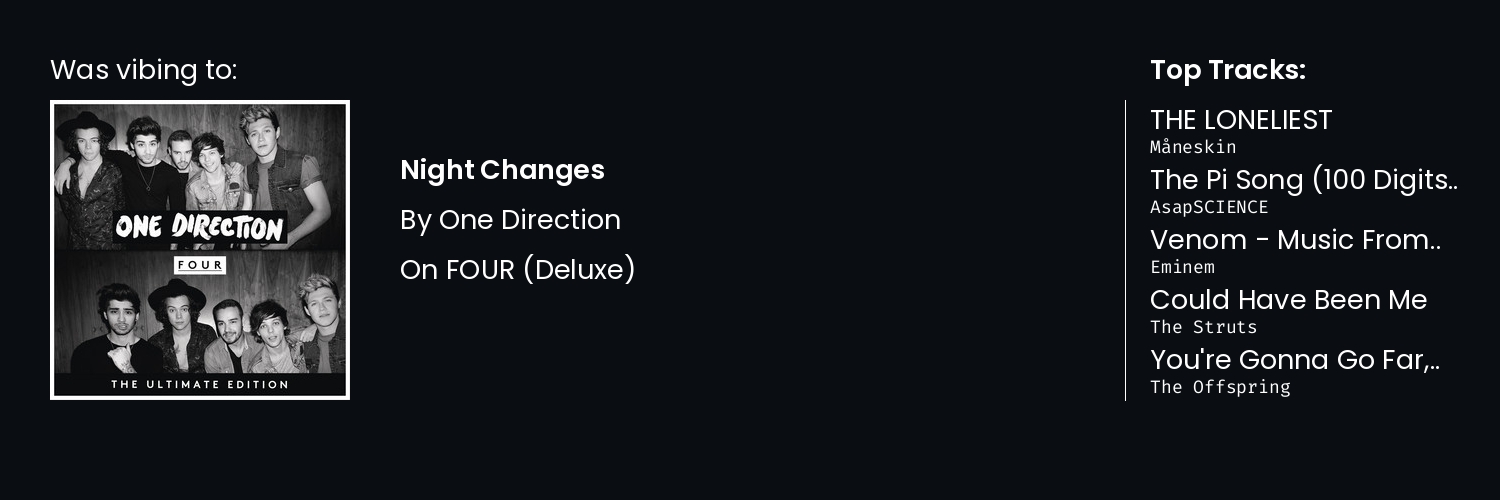 Was vibing to:
ONE DIRECTION
FOUR
THE ULTIMATE EDITION
Night Changes
By One Direction
On FOUR (Deluxe)
Top Tracks:
THE LONELIEST
Måneskin
The Pi Song (100 Digits..
AsapSCIENCE
Venom - Music From..
Eminem
Could Have Been Me
The Struts
You're Gonna Go Far,..
The Offspring